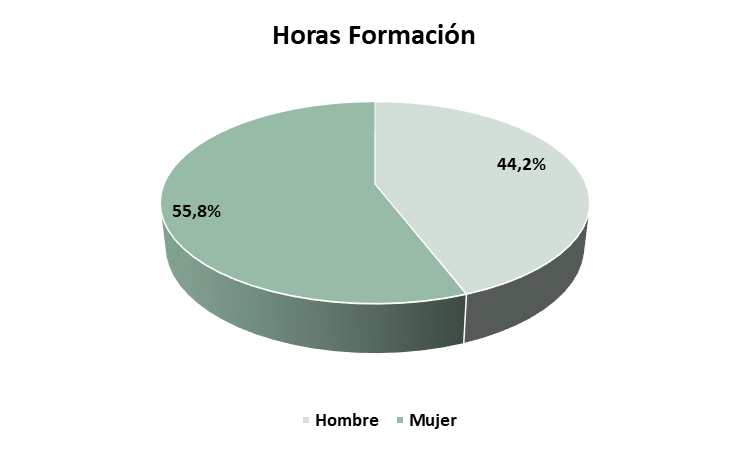 Horas Formación
44,2%
55,8%
Hombre Mujer